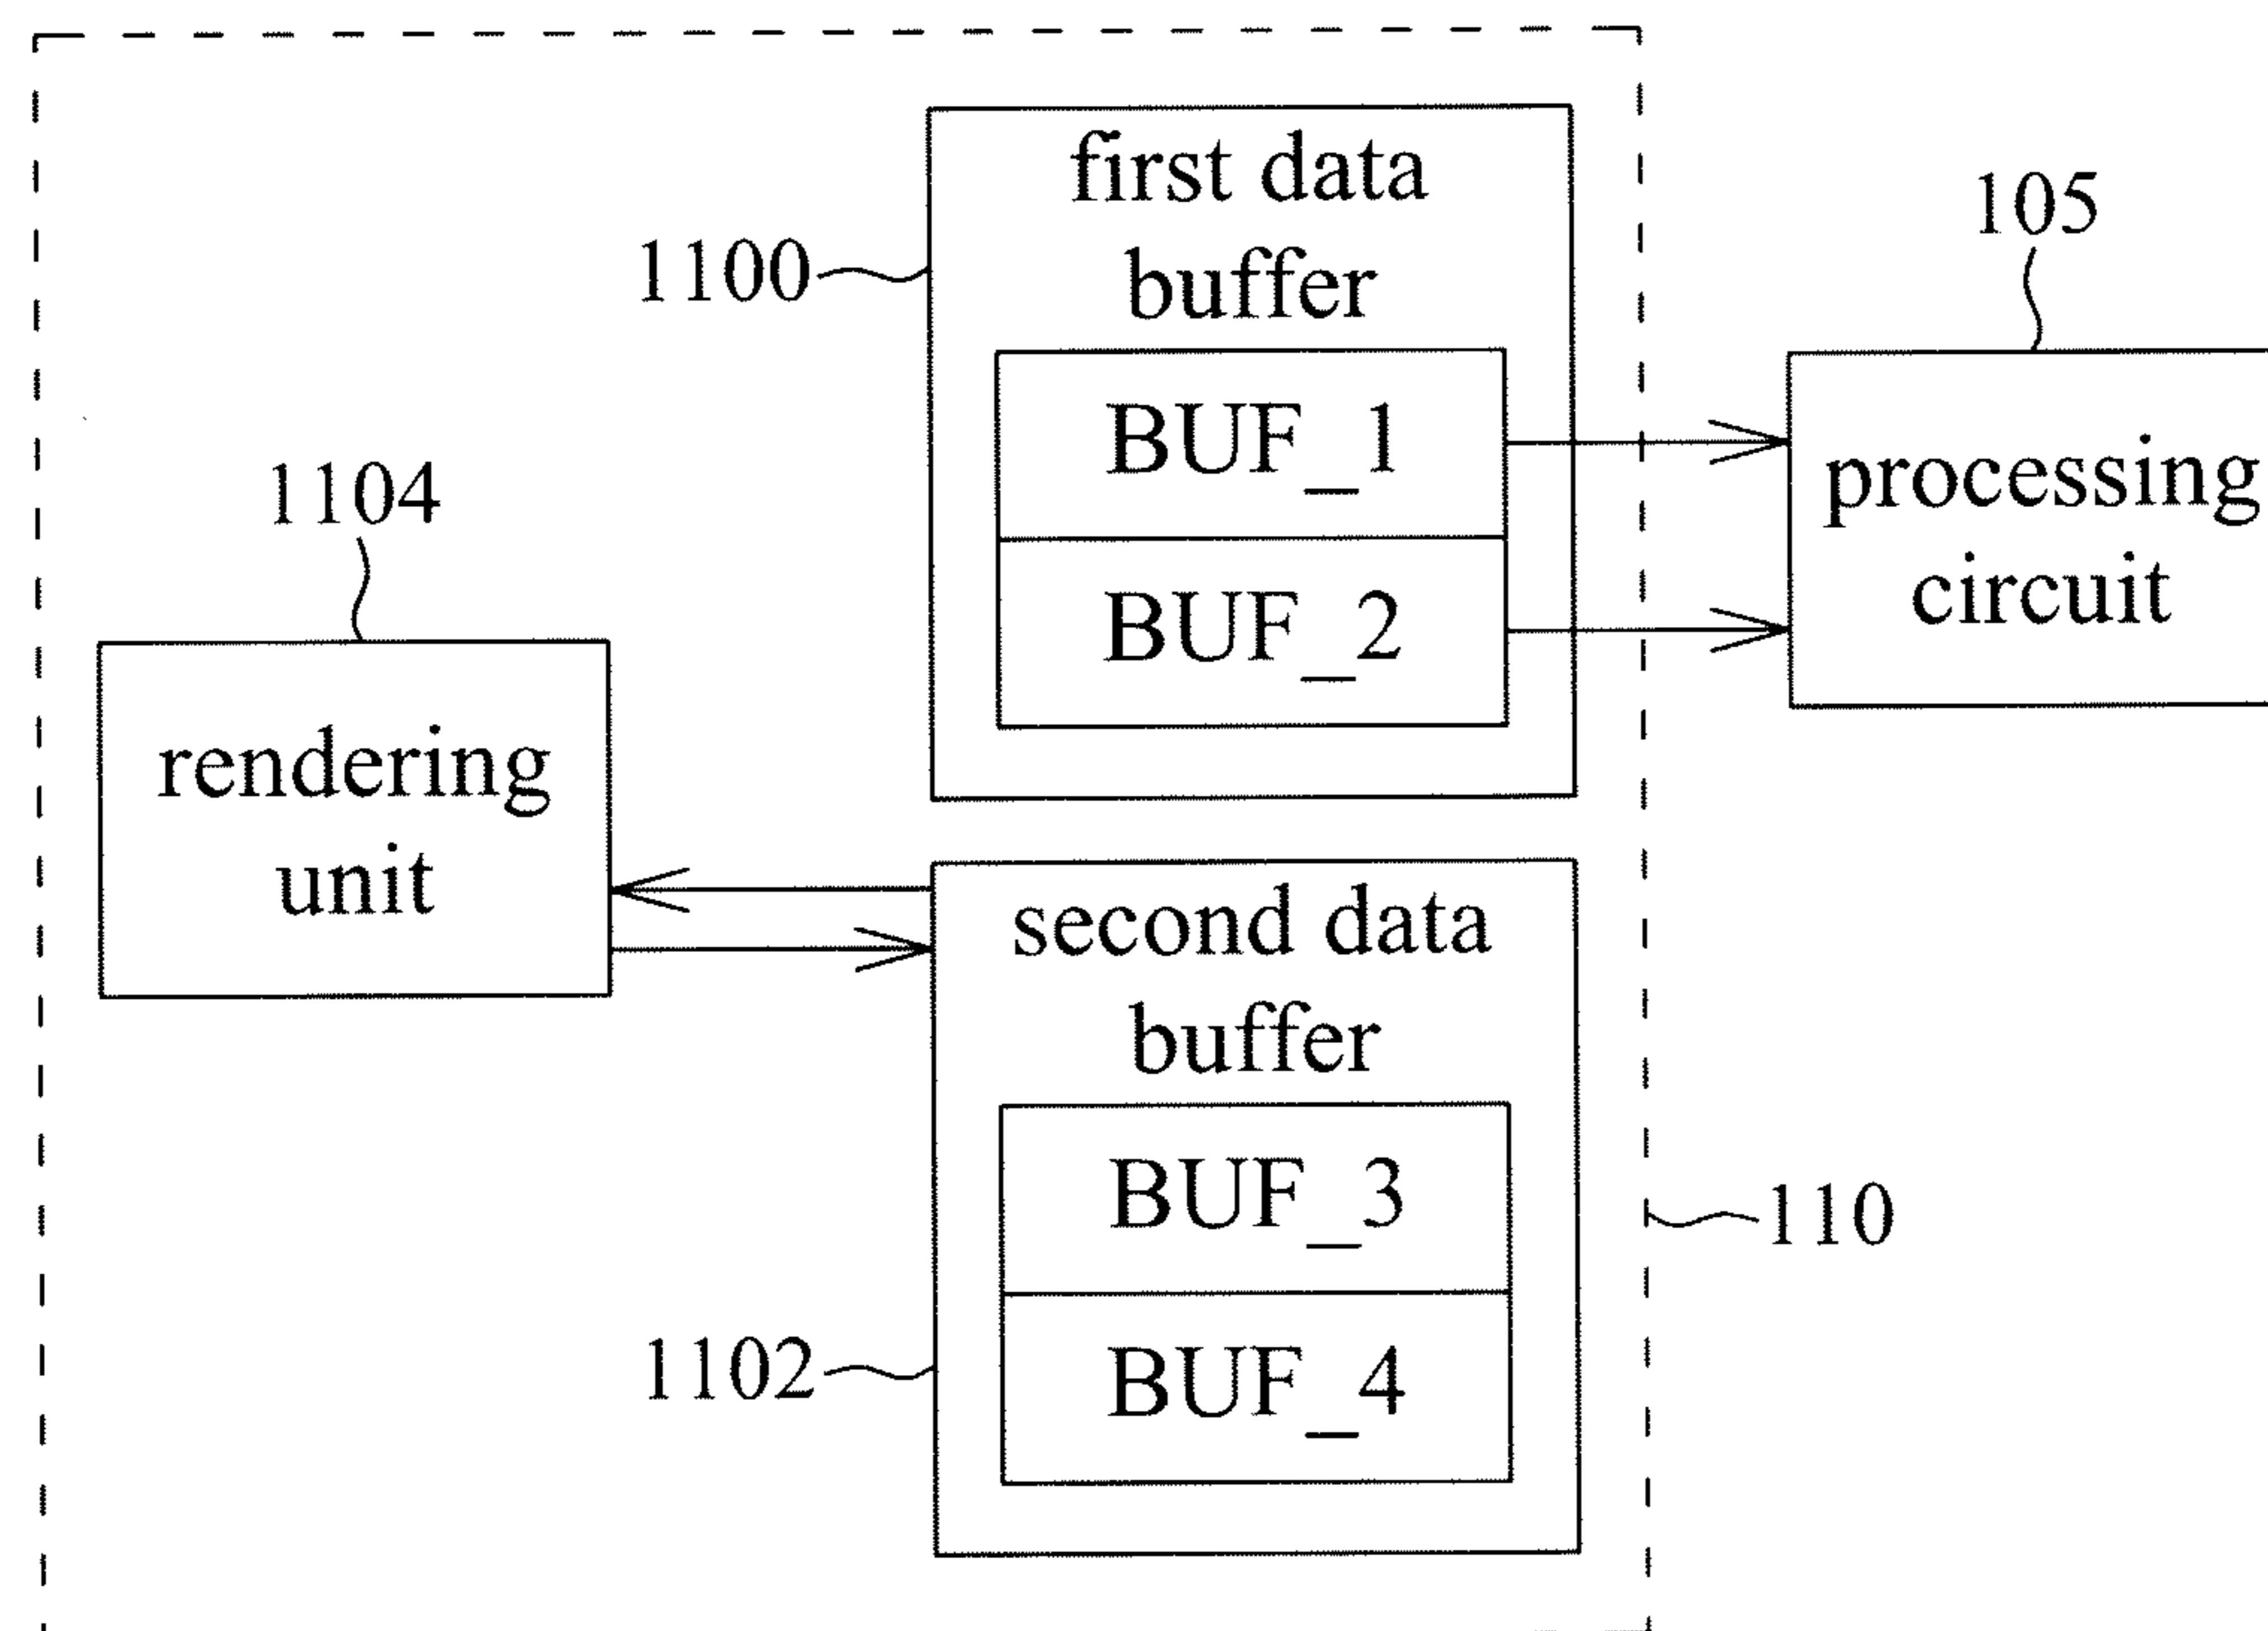 first data
buffer
1100
105
BUF_1
processing
circuit
1104
BUF_2
rendering
unit
second data
buffer
BUF_3
110
1102
BUF_4